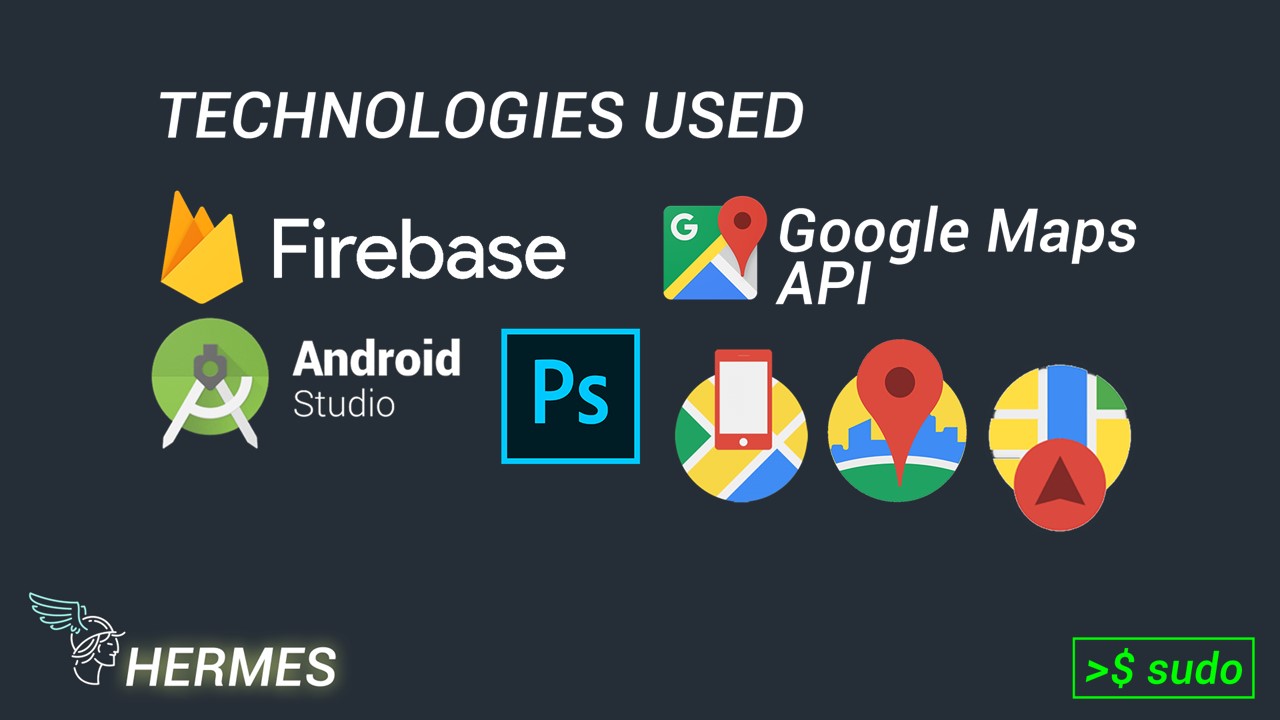 TECHNOLOGIES USED
Firebase
G
Google Maps
API
Android
Studio
Ps
HERMES
>$ sudo